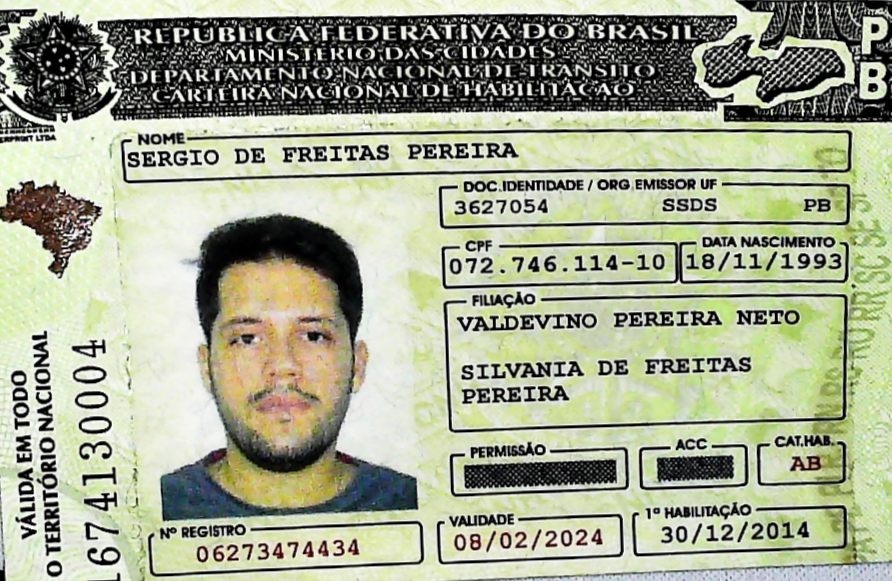 REPÚBLICA FEDERATIVA DO BRASIL
MINISTÉRIO DAS CIDADES
DEPARTAMENTO NACIONAL DE TRÂNSITO
CARTEIRA NACIONAL DE HABILITAÇÃO
PB
NOME
SERGIO DE FREITAS PEREIRA
DOC. IDENTIDADE / ORG EMISSOR UF
3627054 SSDS PB
CPF
072.746.114-10
DATA NASCIMENTO
18/11/1993
FILIAÇÃO
VALDEVINO PEREIRA NETO
SILVANIA DE FREITAS
PEREIRA
PERMISSÃO
ACC
CAT.HAB.
AB
Nº REGISTRO
06273474434
VALIDADE
08/02/2024
1ª HABILITAÇÃO
30/12/2014
VÁLIDA EM TODO
O TERRITÓRIO NACIONAL
1674130004